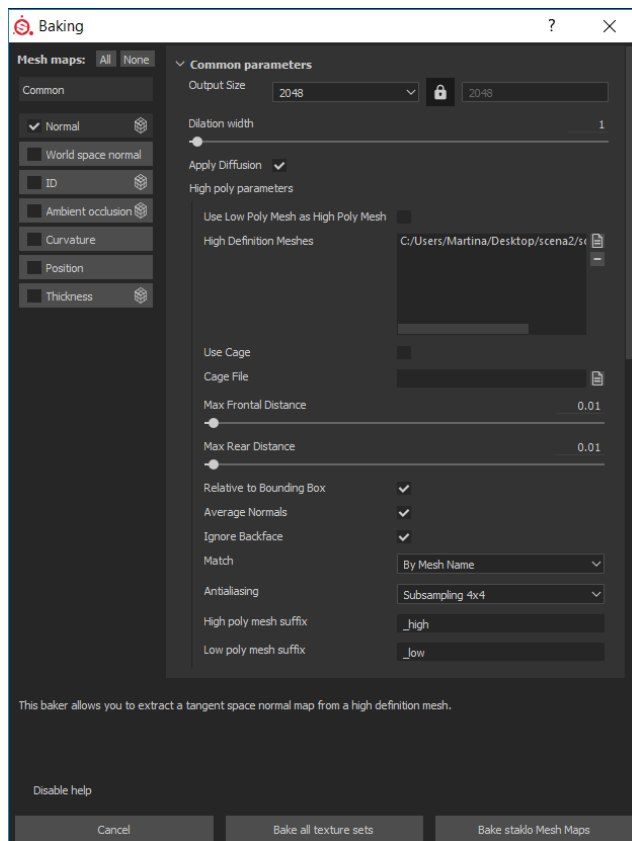 Baking
?
Mesh maps: All None
Common
Normal
World space normal
ID
Ambient occlusion
Curvature
Position
Thickness
Common parameters
Output Size 2048 2048
Dilation width 1
Apply Diffusion
High poly parameters
Use Low Poly Mesh as High Poly Mesh
High Definition Meshes C:/Users/Martina/Desktop/scena2/sc
Use Cage
Cage File
Max Frontal Distance 0.01
Max Rear Distance 0.01
Relative to Bounding Box
Average Normals
Ignore Backface
Match By Mesh Name
Antialiasing Subsampling 4x4
High poly mesh suffix _high
Low poly mesh suffix _low
This baker allows you to extract a tangent space normal map from a high definition mesh.
Disable help
Cancel Bake all texture sets Bake staklo Mesh Maps